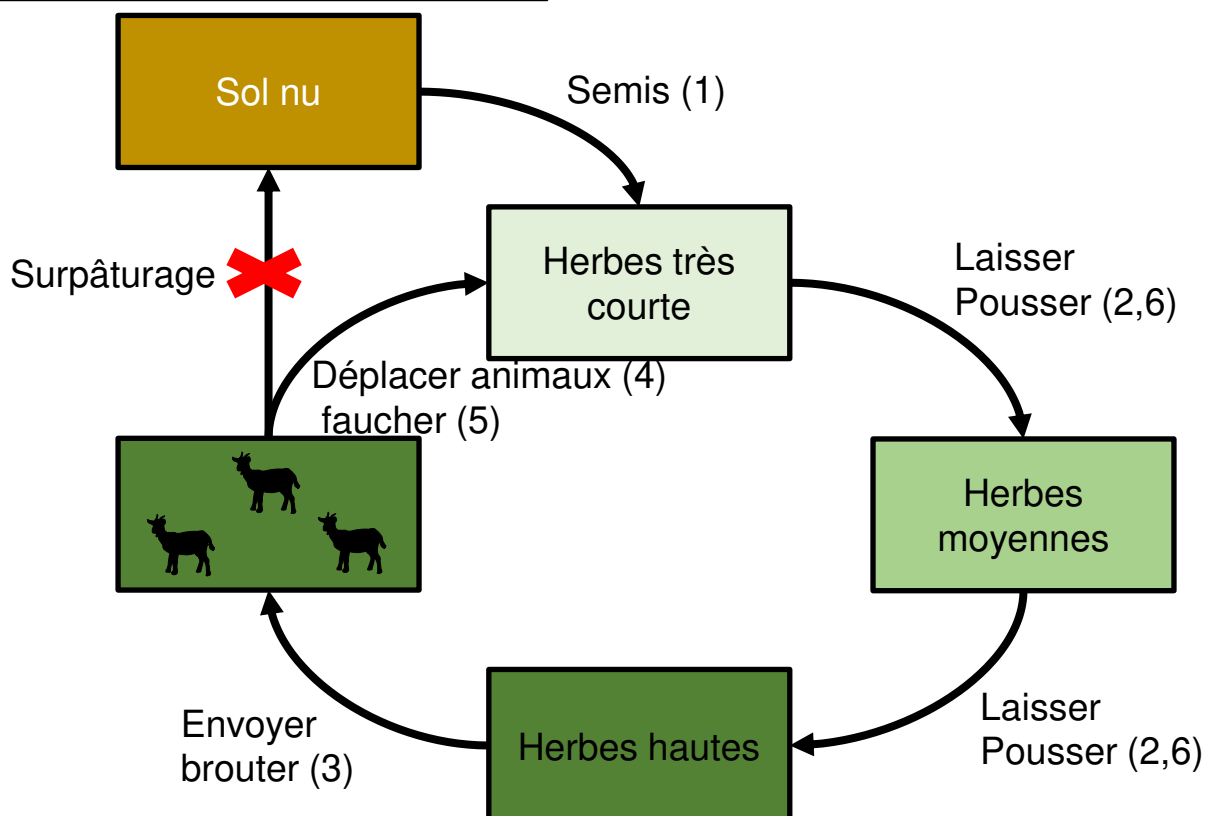 Sol nu
Semis (1)
Surpâturage
Herbes très
courte
Laisser
Pousser (2,6)
Déplacer animaux (4)
faucher (5)
Herbes
moyennes
Envoyer
brouter (3)
Herbes hautes
Laisser
Pousser (2,6)